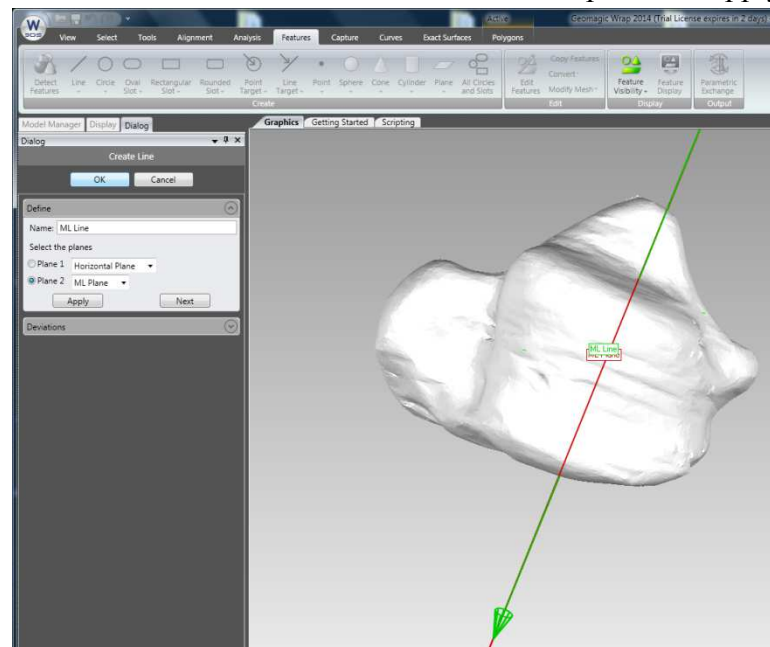 Active Geomagic Wrap 2014 (Trial License expires in 2 days)
W
3DS
View Select Tools Alignment Analysis Features Capture Curves Exact Surfaces Polygons
Detect Features Line Circle Oval Slot Rectangular Slot Rounded Slot Point Target Line Target Point Sphere Cone Cylinder Plane All Circles and Slots
Edit Features Copy Features Convert Modify Mesh Feature Visibility Feature Display Parametric Exchange
Create Edit Display Output
Model Manager Display Dialog Graphics Getting Started Scripting
Dialog
Create Line
OK Cancel
Define
Name: ML Line
Select the planes
Plane 1 Horizontal Plane
Plane 2 ML Plane
Apply Next
Deviations
ML Line